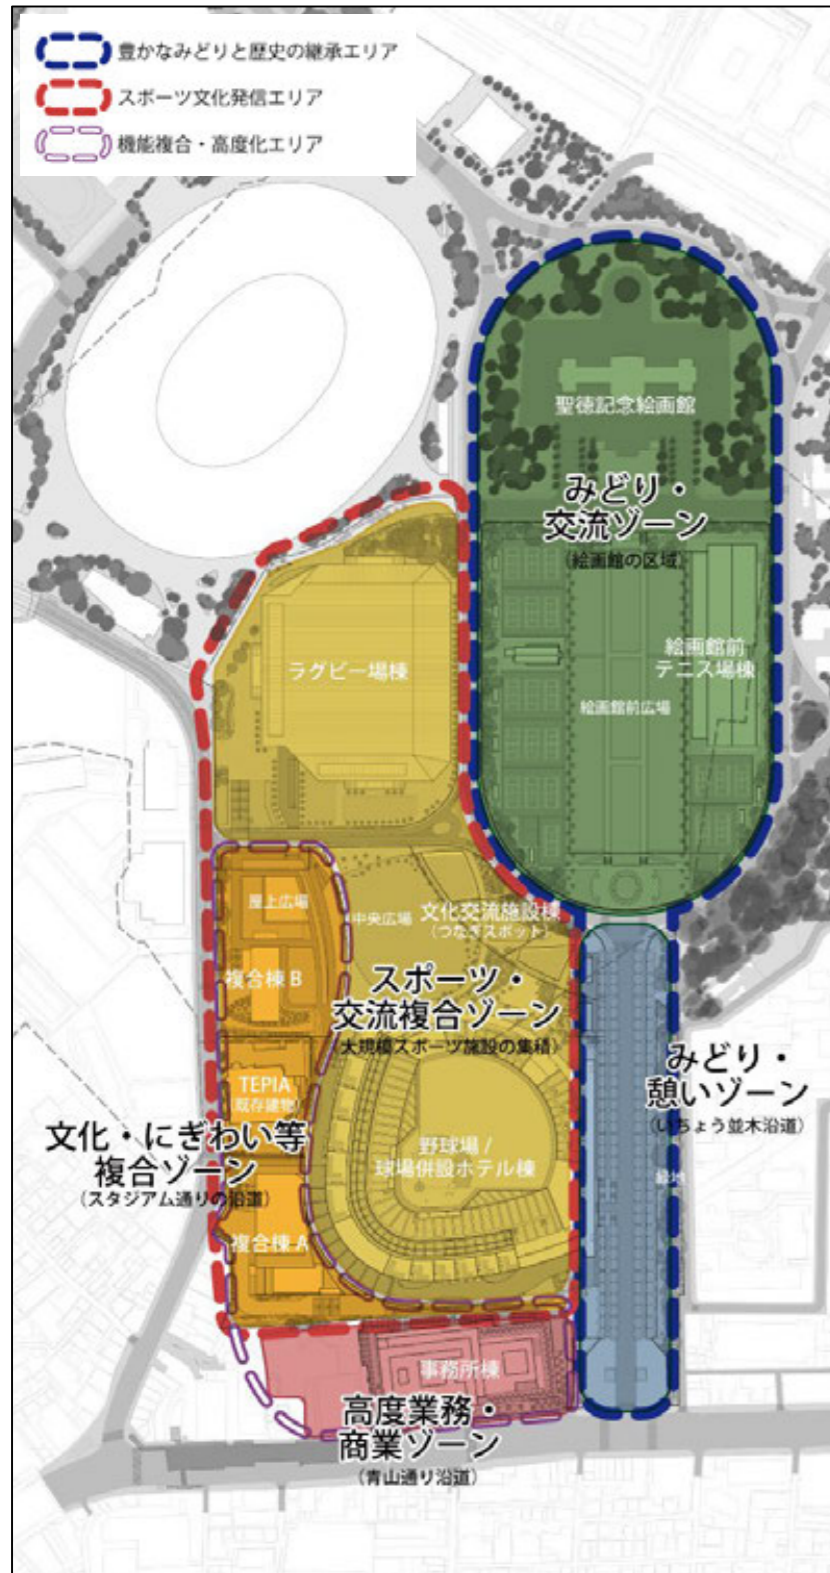 豊かなみどりと歴史の継承エリア
スポーツ文化発信エリア
機能複合・高度化エリア
聖徳記念絵画館
みどり・
交流ゾーン
(絵画館の区域)
絵画館前
テニス場棟
絵画館前広場
ラグビー場棟
屋上広場
中央広場
文化交流施設棟
(つなぎスポット)
複合棟 B
スポーツ・
交流複合ゾーン
(大規模スポーツ施設の集積)
みどり・
憩いゾーン
(いちょう並木沿道)
TEPIA
(既存建物)
文化・にぎわい等
複合ゾーン
(スタジアム通りの沿道)
野球場 /
球場併設ホテル棟
緑地
複合棟 A
事務所棟
高度業務・
商業ゾーン
(青山通り沿道)